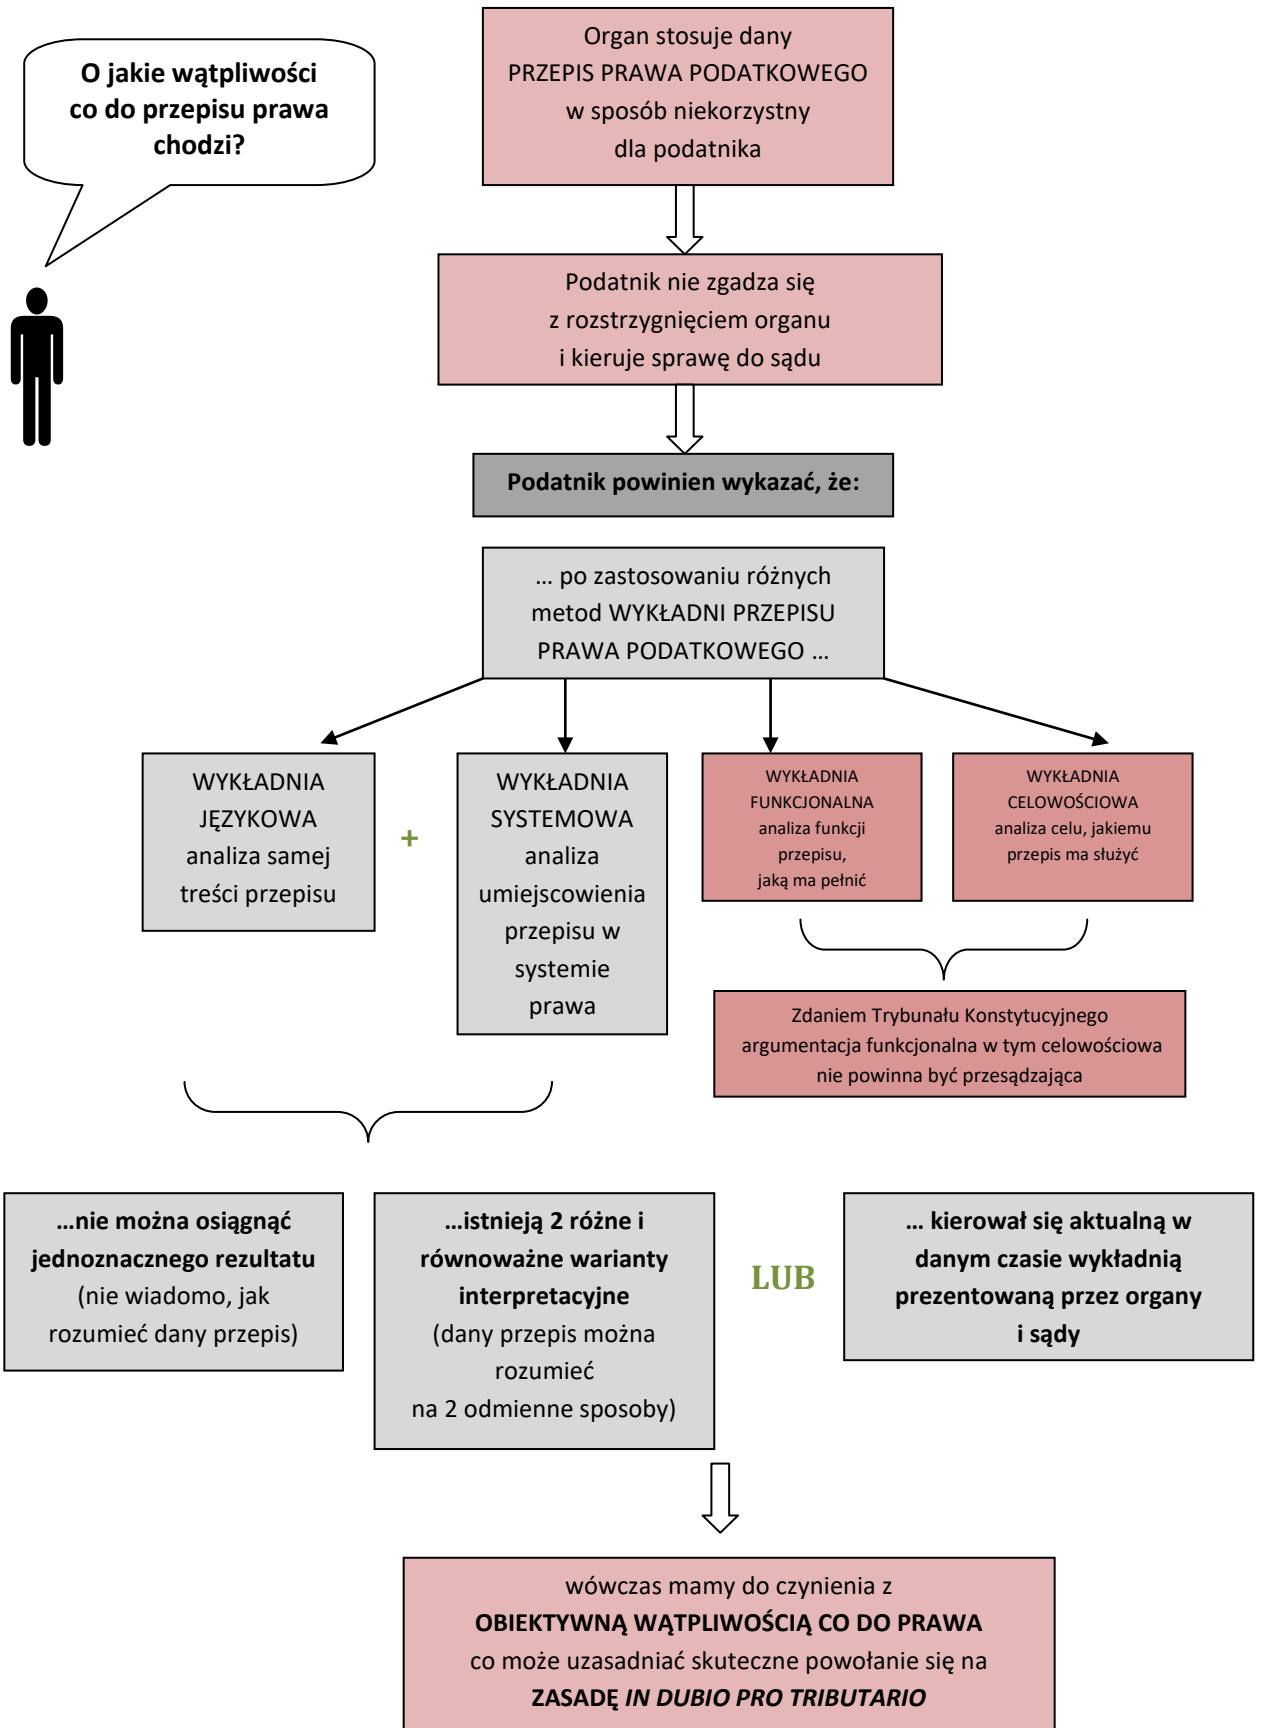 O jakie wątpliwości
co do przepisu prawa
chodzi?
Organ stosuje dany
PRZEPIS PRAWA PODATKOWEGO
w sposób niekorzystny
dla podatnika
Podatnik nie zgadza się
z rozstrzygnięciem organu
i kieruje sprawę do sądu
Podatnik powinien wykazać, że:
... po zastosowaniu różnych
metod WYKŁADNI PRZEPISU
PRAWA PODATKOWEGO ...
WYKŁADNIA
JĘZYKOWA
analiza samej
treści przepisu
+
WYKŁADNIA
SYSTEMOWA
analiza
umiejscowienia
przepisu w
systemie
prawa
WYKŁADNIA
FUNKCJONALNA
analiza funkcji
przepisu,
jaką ma pełnić
WYKŁADNIA
CELOWOŚCIOWA
analiza celu, jakiemu
przepis ma służyć
Zdaniem Trybunału Konstytucyjnego
argumentacja funkcjonalna w tym celowościowa
nie powinna być przesądzająca
...nie można osiągnąć
jednoznacznego rezultatu
(nie wiadomo, jak
rozumieć dany przepis)
...istnieją 2 różne i
równoważne warianty
interpretacyjne
(dany przepis można
rozumieć
na 2 odmienne sposoby)
LUB
... kierował się aktualną w
danym czasie wykładnią
prezentowaną przez organy
i sądy
wówczas mamy do czynienia z
OBIEKTYWNĄ WĄTPLIWOŚCIĄ CO DO PRAWA
co może uzasadniać skuteczne powołanie się na
ZASADĘ IN DUBIO PRO TRIBUTARIO